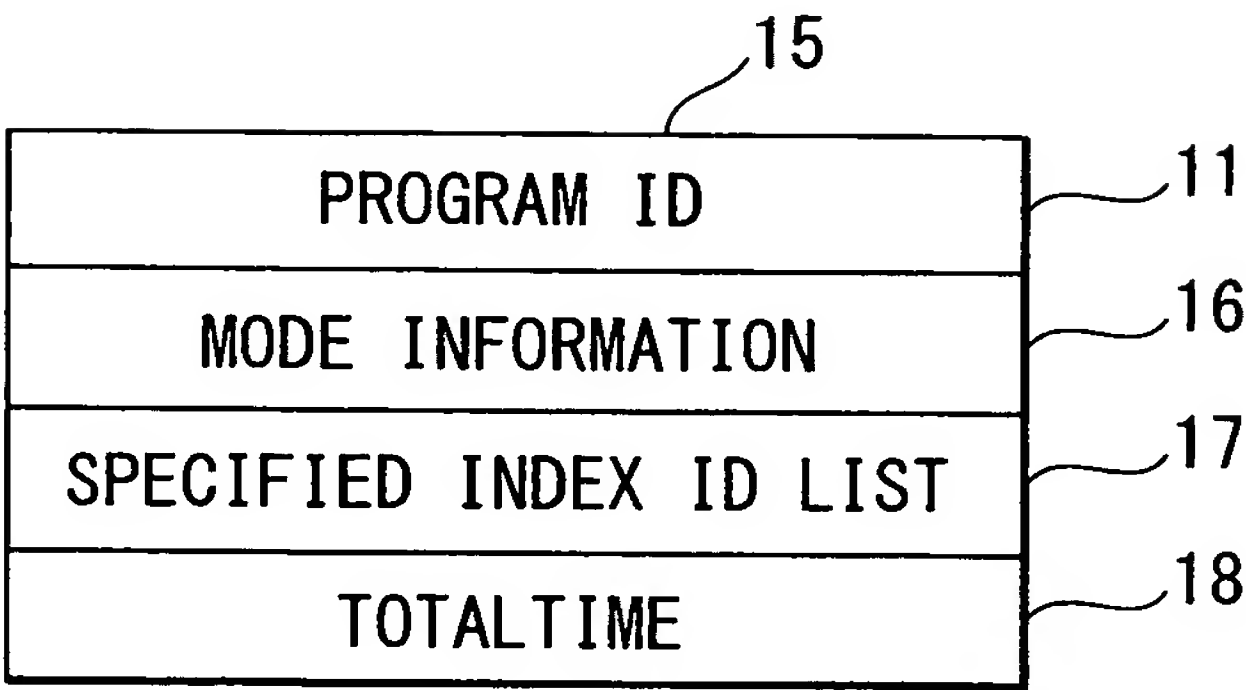 15
PROGRAM ID 11
MODE INFORMATION 16
SPECIFIED INDEX ID LIST 17
TOTALTIME 18